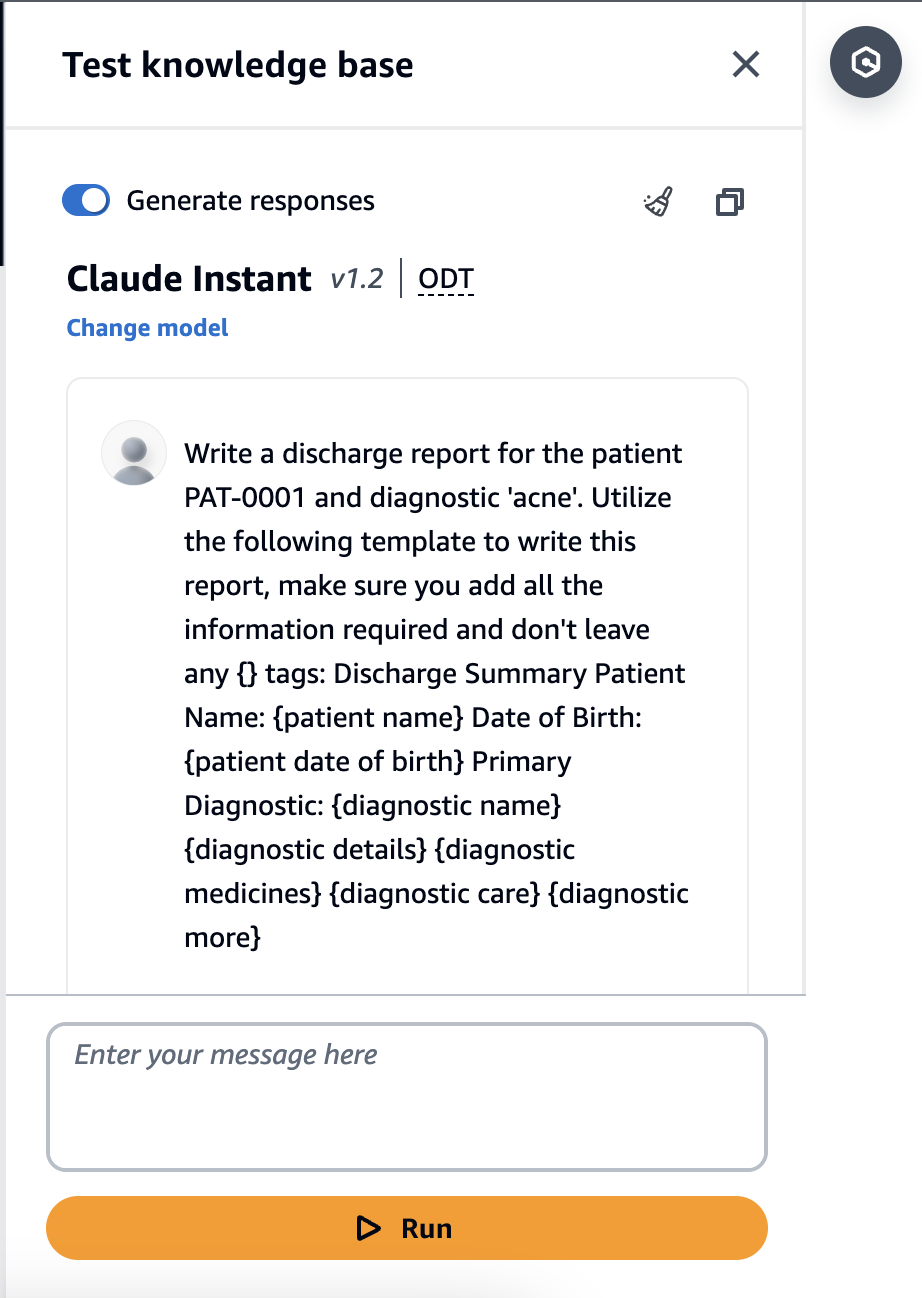 Test knowledge base
Generate responses
Claude Instant v1.2 ODT
Change model
Write a discharge report for the patient
PAT-0001 and diagnostic 'acne'. Utilize
the following template to write this
report, make sure you add all the
information required and don't leave
any {} tags: Discharge Summary Patient
Name: {patient name} Date of Birth:
{patient date of birth} Primary
Diagnostic: {diagnostic name}
{diagnostic details} {diagnostic
medicines} {diagnostic care} {diagnostic
more}
Enter your message here
Run